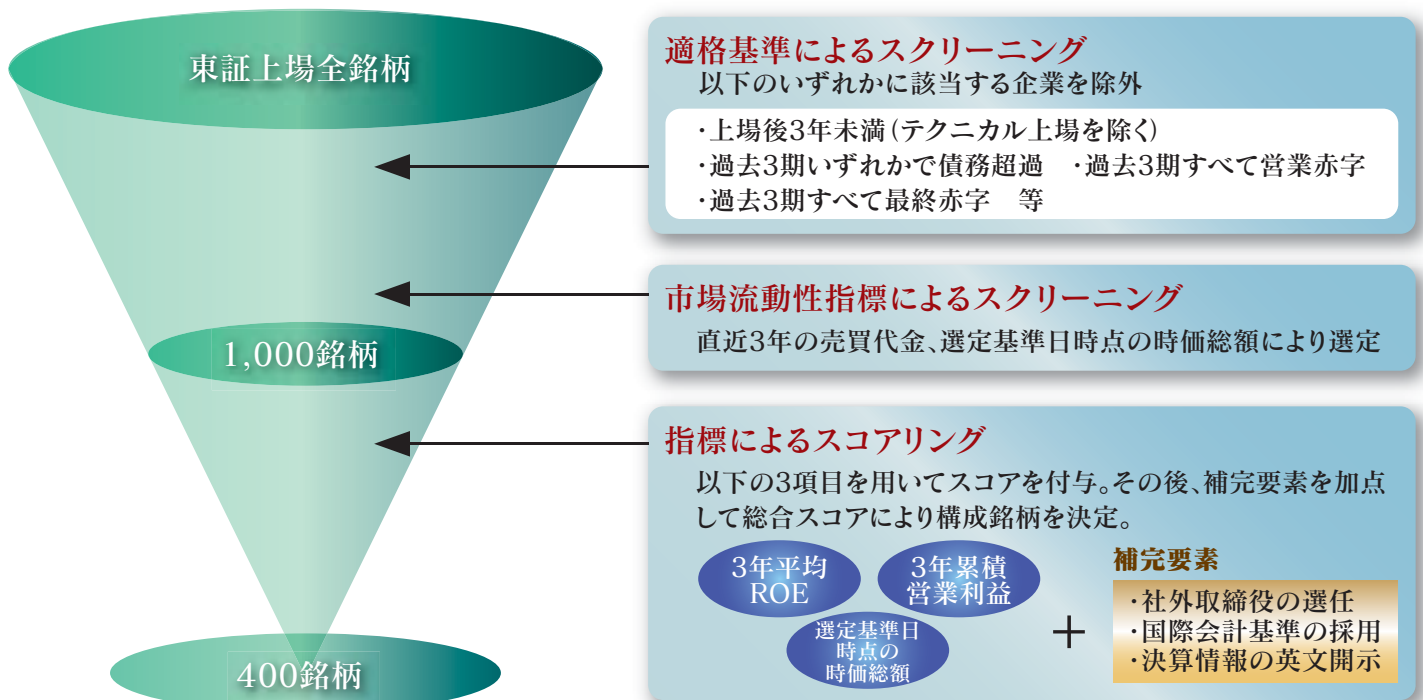 東証上場全銘柄
1,000銘柄
400銘柄
適格基準によるスクリーニング
以下のいずれかに該当する企業を除外
・上場後3年未満(テクニカル上場を除く)
・過去3期いずれかで債務超過　・過去3期すべて営業赤字
・過去3期すべて最終赤字　等
市場流動性指標によるスクリーニング
直近3年の売買代金、選定基準日時点の時価総額により選定
指標によるスコアリング
以下の3項目を用いてスコアを付与。その後、補完要素を加点
して総合スコアにより構成銘柄を決定。
3年平均
ROE
3年累積
営業利益
選定基準日
時点の
時価総額
+
補完要素
・社外取締役の選任
・国際会計基準の採用
・決算情報の英文開示